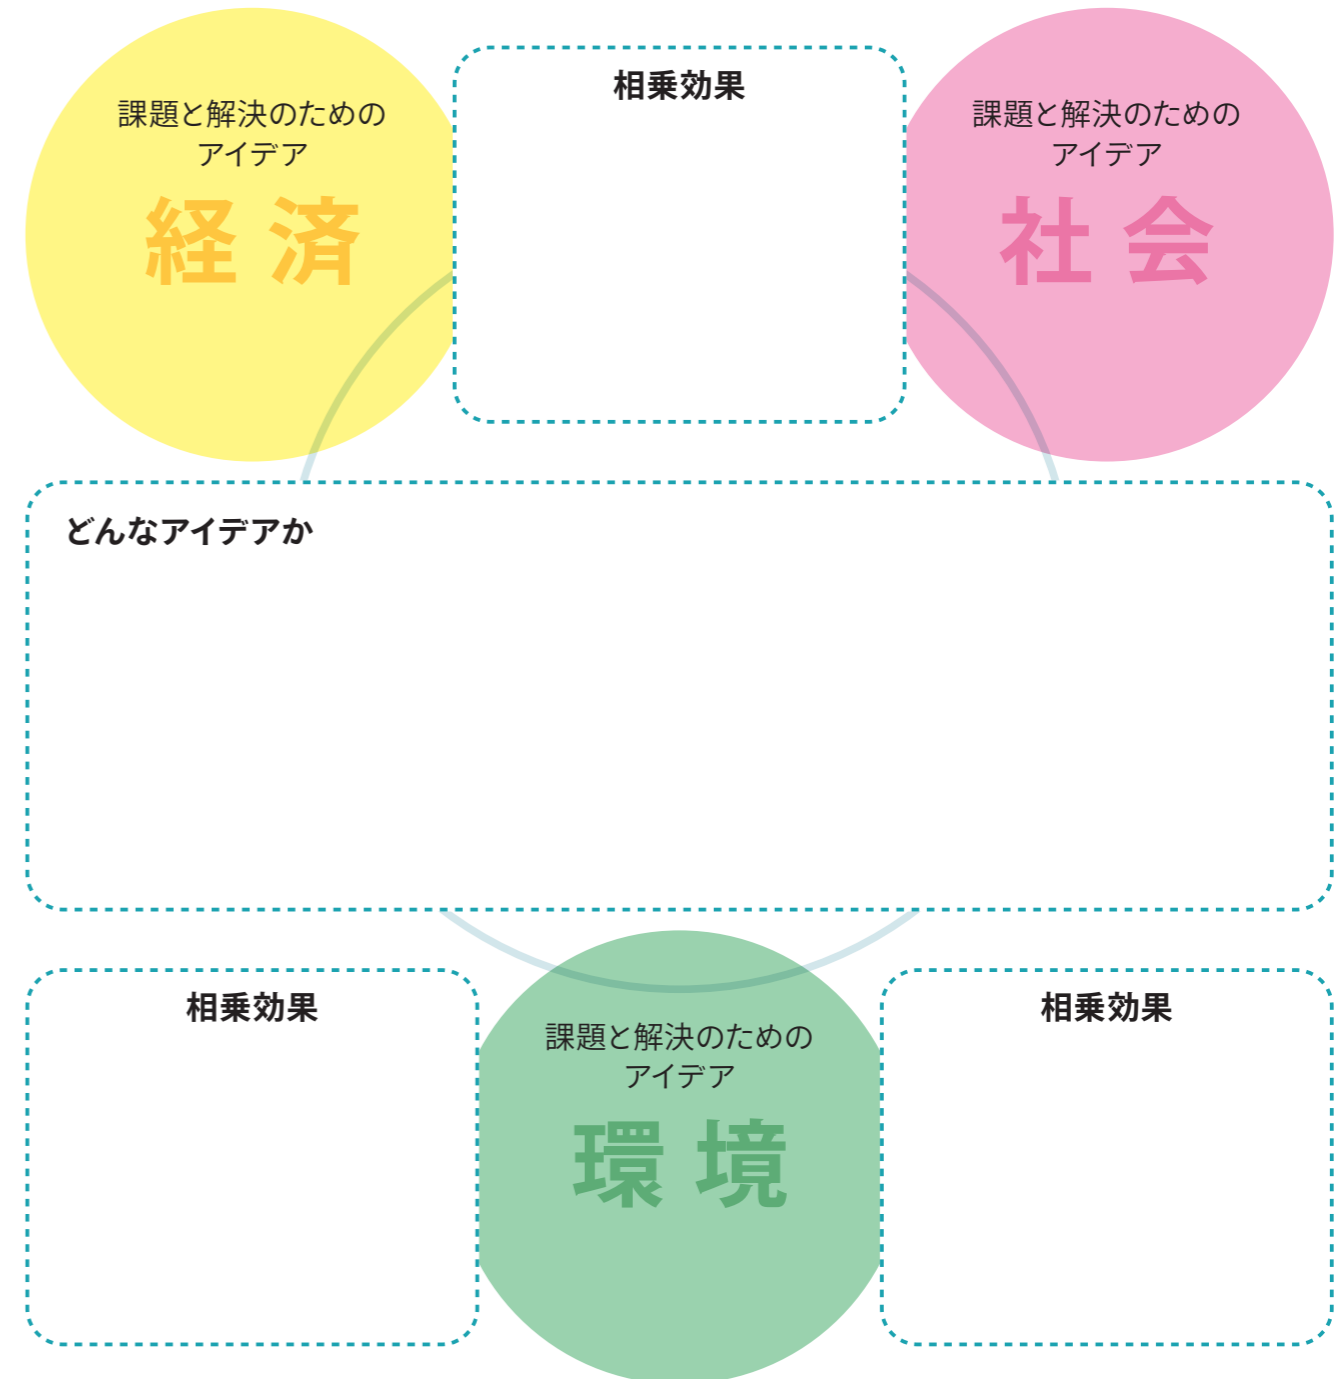 課題と解決のための
アイデア
経済
相乗効果
課題と解決のための
アイデア
社会
どんなアイデアか
相乗効果
課題と解決のための
アイデア
環境
相乗効果